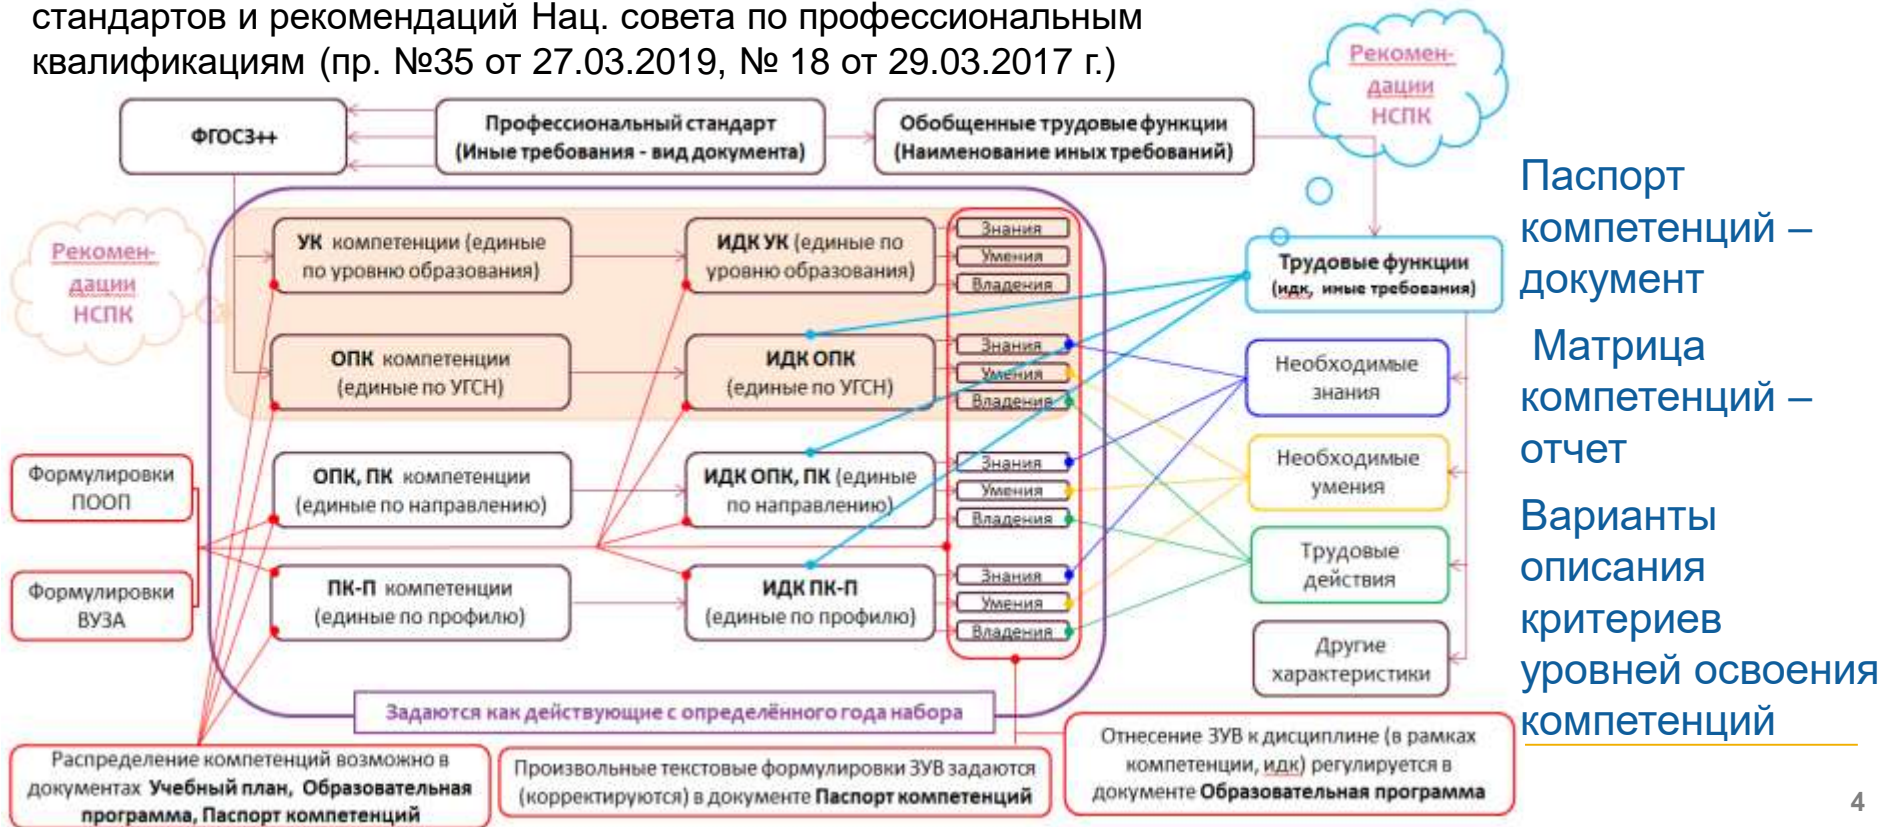 стандартов и рекомендаций Нац. совета по профессиональным
квалификациям (пр. №35 от 27.03.2019, № 18 от 29.03.2017 г.)
Рекомен-
дации
НСПК
ФГОС3++
Профессиональный стандарт
(Иные требования - вид документа)
Обобщенные трудовые функции
(Наименование иных требований)
Рекомен-
дации
НСПК
УК компетенции (единые
по уровню образования)
ИДК УК (единые по
уровню образования)
Знания
Умения
Владения
Трудовые функции
(идк, иные требования)
ОПК компетенции
(единые по УГСН)
ИДК ОПК
(единые по УГСН)
Знания
Умения
Владения
Необходимые
знания
Формулировки
ПООП
ОПК, ПК компетенции
(единые по направлению)
ИДК ОПК, ПК (единые
по направлению)
Знания
Умения
Владения
Необходимые
умения
Трудовые
действия
Формулировки
ВУЗА
ПК-П компетенции
(единые по профилю)
ИДК ПК-П
(единые по профилю)
Знания
Умения
Владения
Другие
характеристики
Задаются как действующие с определённого года набора
Распределение компетенций возможно в
документах Учебный план, Образовательная
программа, Паспорт компетенций
Произвольные текстовые формулировки ЗУВ задаются
(корректируются) в документе Паспорт компетенций
Отнесение ЗУВ к дисциплине (в рамках
компетенции, идк) регулируется в
документе Образовательная программа
Паспорт
компетенций –
документ
Матрица
компетенций –
отчет
Варианты
описания
критериев
уровней освоения
компетенций
4